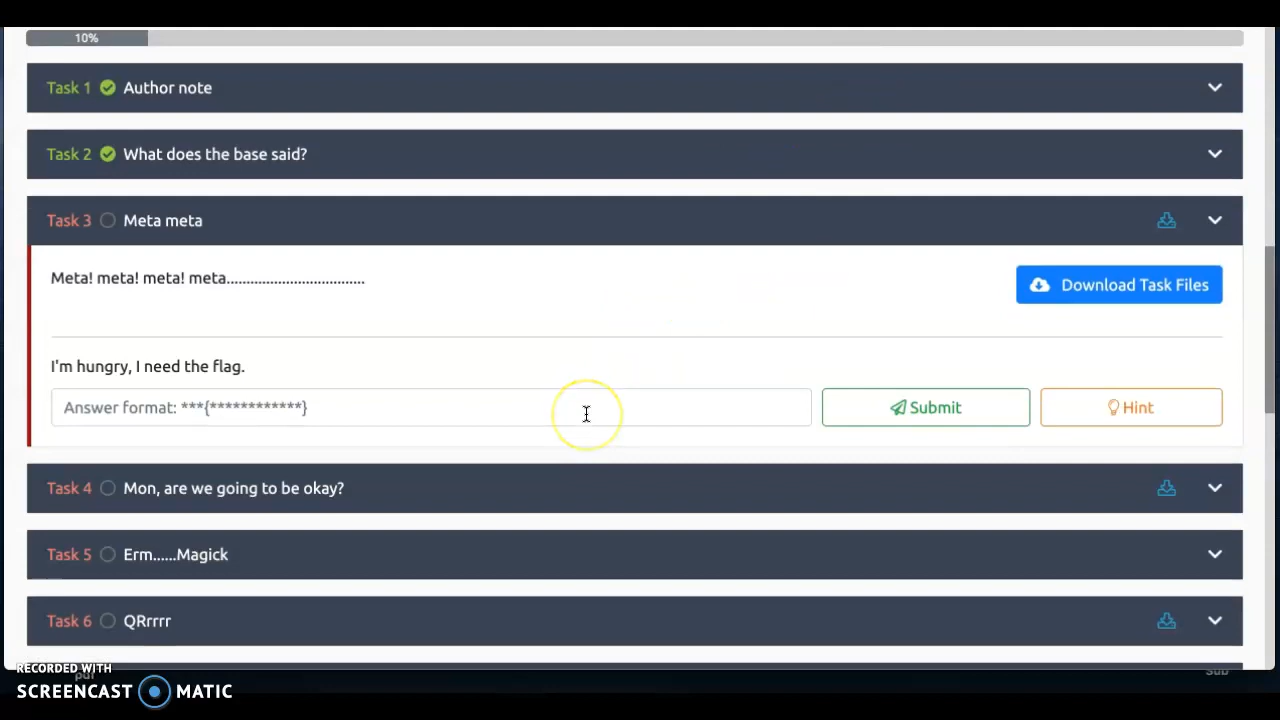 10%
Task 1 Author note
Task 2 What does the base said?
Task 3 Meta meta
Meta! meta! meta! meta..................................
Download Task Files
I'm hungry, I need the flag.
Answer format: ***{************}
Submit
Hint
Task 4 Mon, are we going to be okay?
Task 5 Erm......Magick
Task 6 QRrrrr
RECORDED WITH
SCREENCAST MATIC